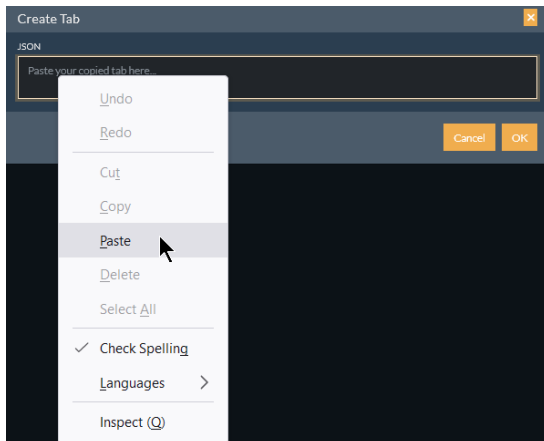 Create Tab
JSON
Paste your copied tab here...
Cancel OK
Undo
Redo
Cut
Copy
Paste
Delete
Select All
Check Spelling
Languages
Inspect (Q)